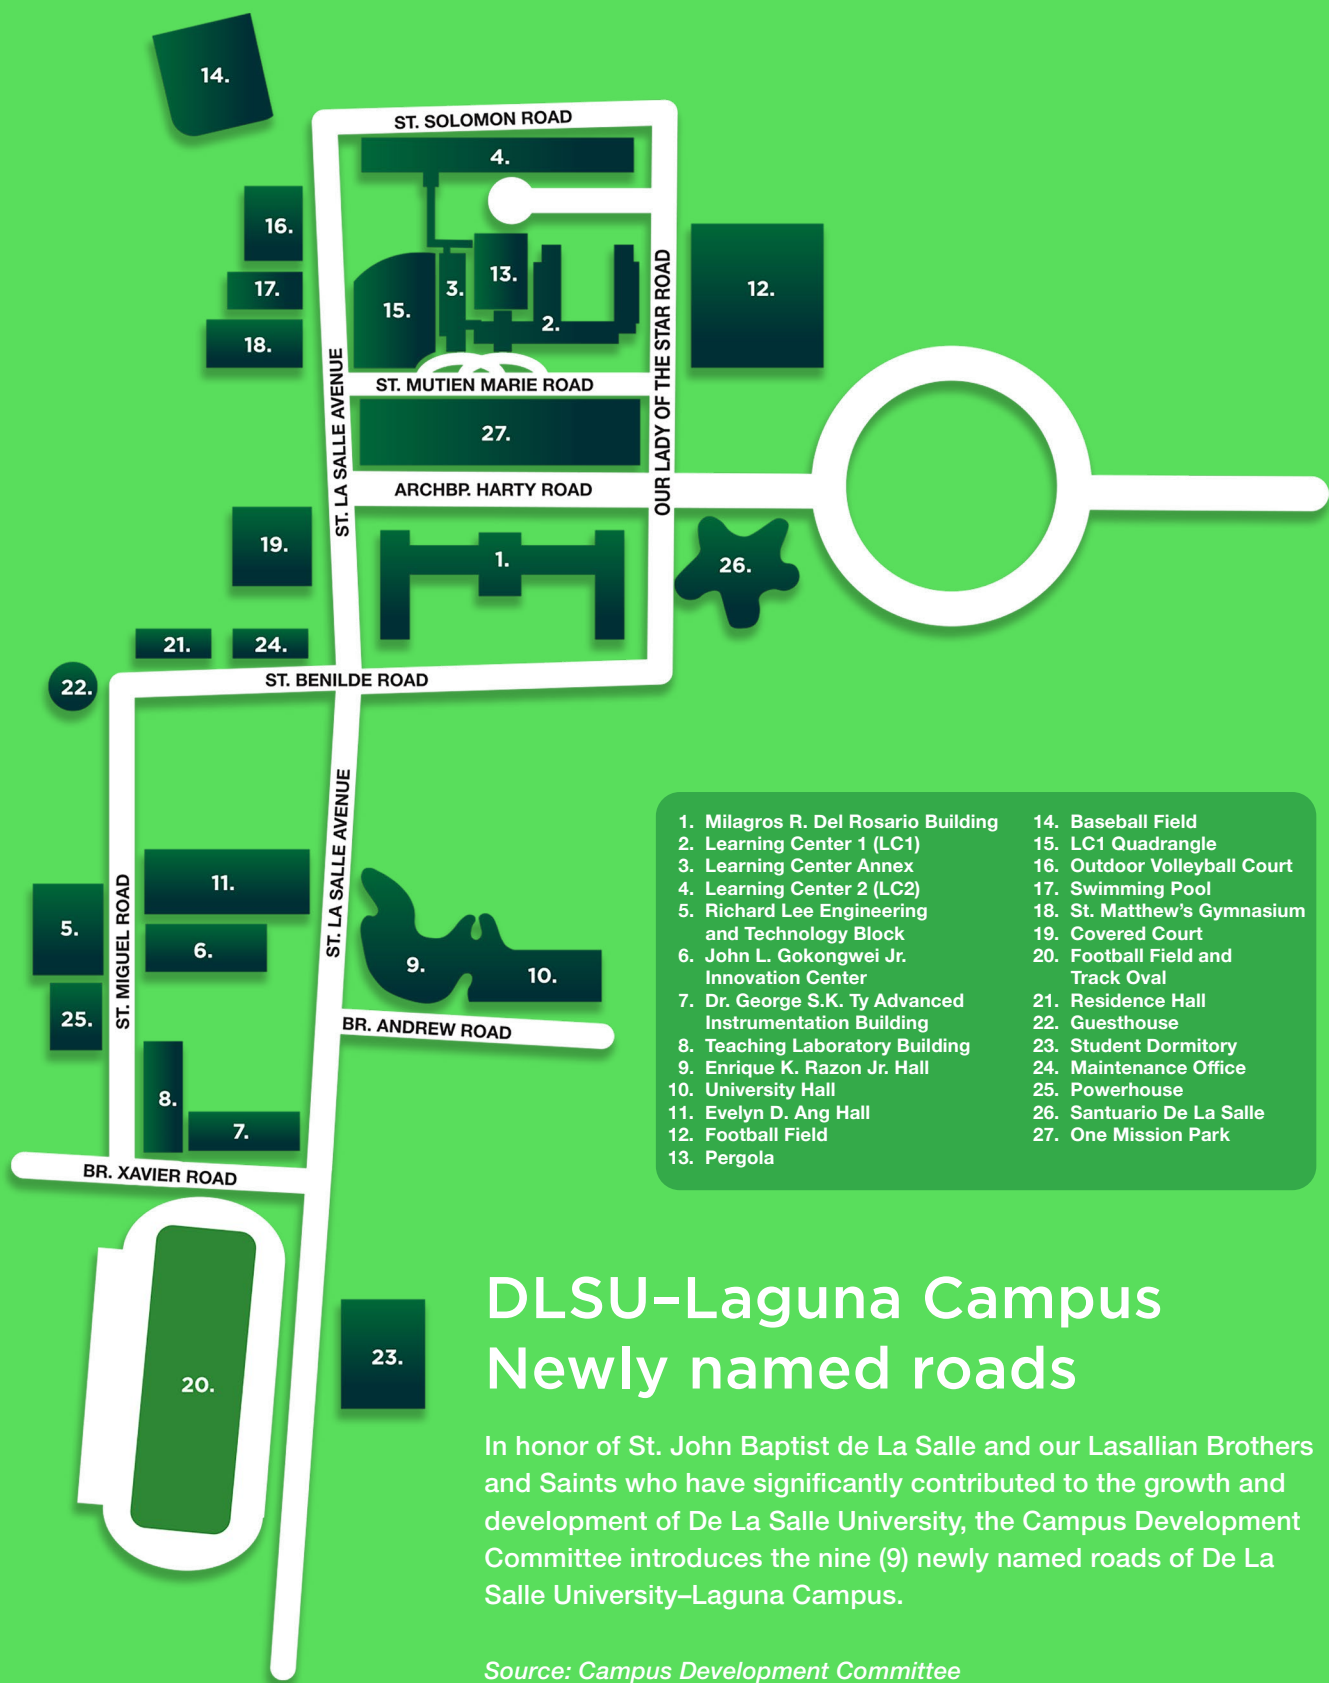 14.
ST. SOLOMON ROAD
4.
16.
17.
18.
15.
3.
13.
2.
12.
ST. LA SALLE AVENUE
OUR LADY OF THE STAR ROAD
ST. MUTIEN MARIE ROAD
27.
ARCHBP. HARTY ROAD
19.
1.
26.
21.
24.
22.
ST. BENILDE ROAD
ST. LA SALLE AVENUE
ST. MIGUEL ROAD
11.
5.
6.
25.
9.
10.
BR. ANDREW ROAD
8.
7.
BR. XAVIER ROAD
20.
23.
1. Milagros R. Del Rosario Building
2. Learning Center 1 (LC1)
3. Learning Center Annex
4. Learning Center 2 (LC2)
5. Richard Lee Engineering
and Technology Block
6. John L. Gokongwei Jr.
Innovation Center
7. Dr. George S.K. Ty Advanced
Instrumentation Building
8. Teaching Laboratory Building
9. Enrique K. Razon Jr. Hall
10. University Hall
11. Evelyn D. Ang Hall
12. Football Field
13. Pergola
14. Baseball Field
15. LC1 Quadrangle
16. Outdoor Volleyball Court
17. Swimming Pool
18. St. Matthew's Gymnasium
19. Covered Court
20. Football Field and
Track Oval
21. Residence Hall
22. Guesthouse
23. Student Dormitory
24. Maintenance Office
25. Powerhouse
26. Santuario De La Salle
27. One Mission Park
DLSU–Laguna Campus
Newly named roads
In honor of St. John Baptist de La Salle and our Lasallian Brothers
and Saints who have significantly contributed to the growth and
development of De La Salle University, the Campus Development
Committee introduces the nine (9) newly named roads of De La
Salle University–Laguna Campus.
Source: Campus Development Committee